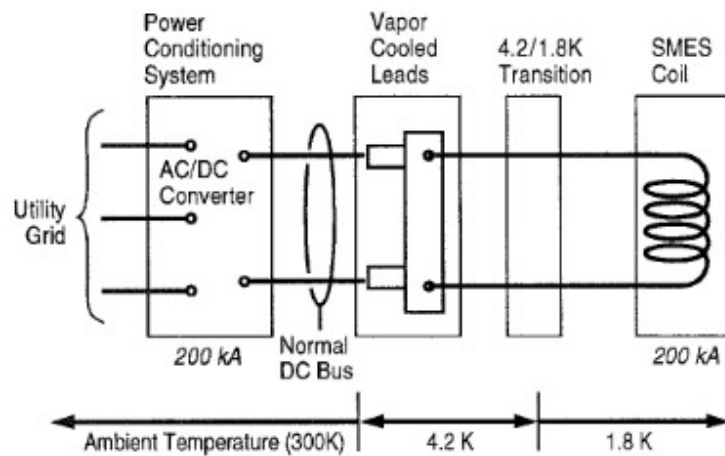 Power
Conditioning
System
Vapor
Cooled
Leads
4.2/1.8K
Transition
SMES
Coil
AC/DC
Converter
Utility
Grid
200 kA
Normal
DC Bus
200 kA
Ambient Temperature (300K)
4.2 K
1.8 K